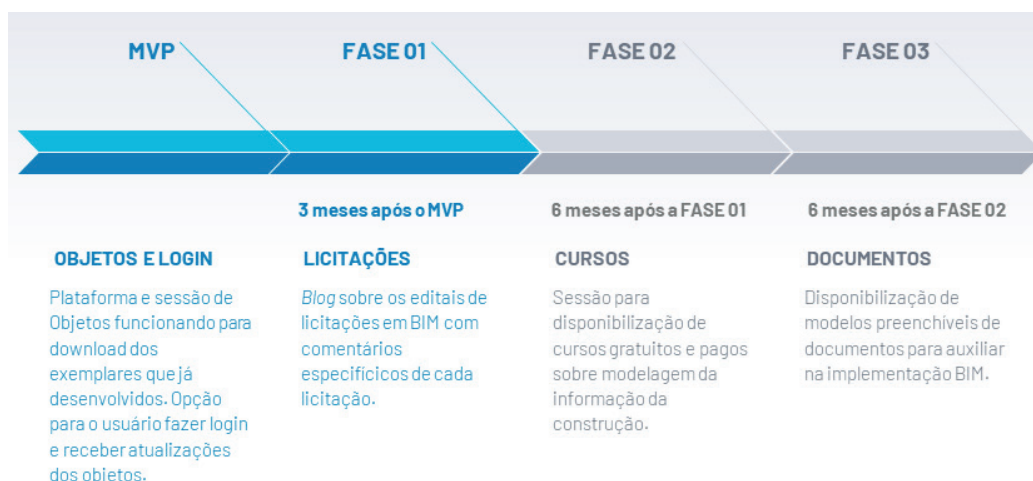 MVP
FASE 01
FASE 02
FASE 03
3 meses após o MVP
6 meses após a FASE 01
6 meses após a FASE 02
OBJETOS E LOGIN
Plataforma e sessão de
Objetos funcionando para
download dos
exemplares que já
desenvolvidos. Opção
para o usuário fazer login
e receber atualizações
dos objetos.
LICITAÇÕES
Blog sobre os editais de
licitações em BIM com
comentários
especifícicos de cada
licitação.
CURSOS
Sessão para
disponibilização de
cursos gratuitos e pagos
sobre modelagem da
informação da
construção.
DOCUMENTOS
Disponibilização de
modelos preenchíveis de
documentos para auxiliar
na implementação BIM.